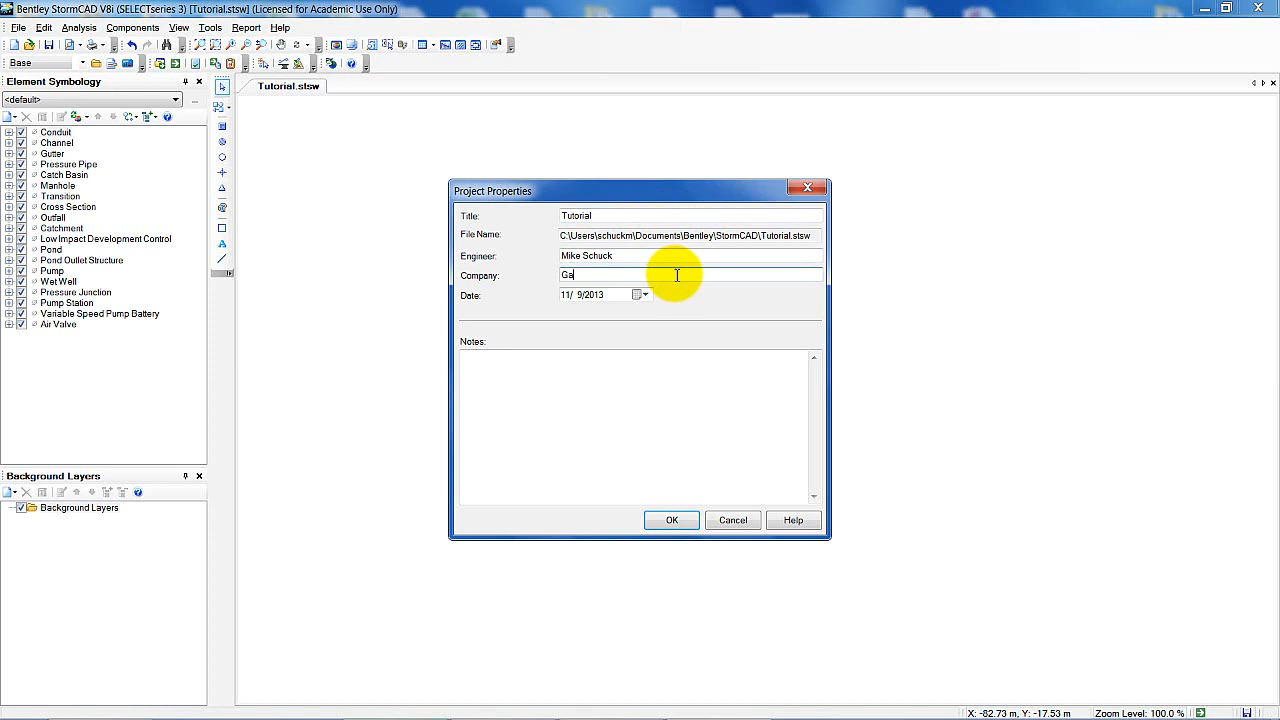 Bentley StormCAD V8i (SELECTseries 3) [Tutorial.stsw] (Licensed for Academic Use Only)
File Edit Analysis Components View Tools Report Help
Base
Element Symbology
Tutorial.stsw
<default>
Conduit
Channel
Gutter
Pressure Pipe
Catch Basin
Manhole
Transition
Cross Section
Outfall
Catchment
Low Impact Development Control
Pond
Pond Outlet Structure
Pump
Wet Well
Pressure Junction
Pump Station
Variable Speed Pump Battery
Air Valve
Project Properties
Title: Tutorial
File Name: C:\Users\schuckm\Documents\Bentley\StormCAD\Tutorial.stsw
Engineer: Mike Schuck
Company: Ga
Date: 11/ 9/2013
Notes:
OK Cancel Help
Background Layers
Background Layers
X: -82.73 m, Y: -17.53 m Zoom Level: 100.0 %